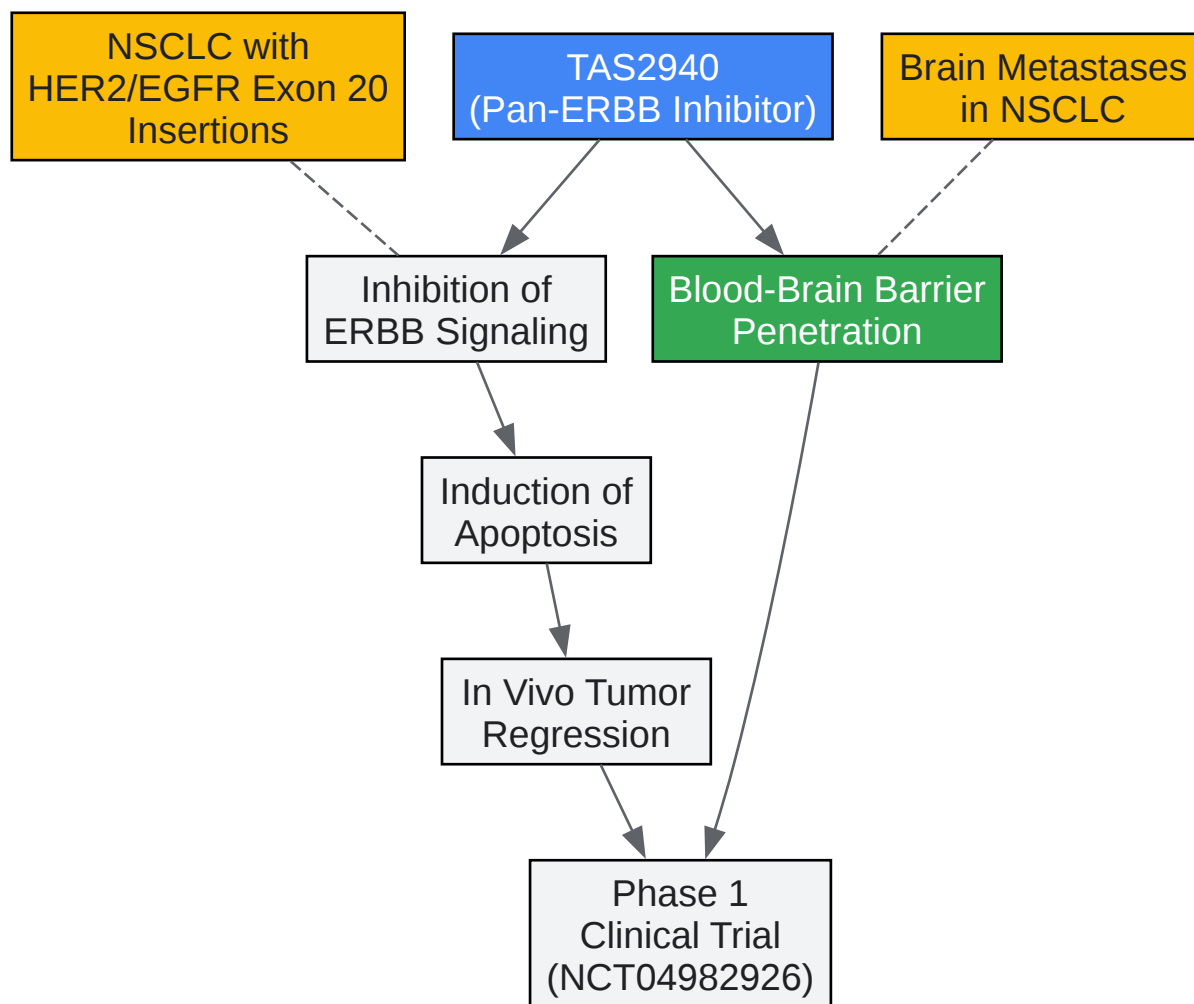 NSCLC with
HER2/EGFR Exon 20
Insertions
TAS2940
(Pan-ERBB Inhibitor)
Brain Metastases
in NSCLC
Inhibition of
ERBB Signaling
Blood-Brain Barrier
Penetration
Induction of
Apoptosis
In Vivo Tumor
Regression
Phase 1
Clinical Trial
(NCT04982926)